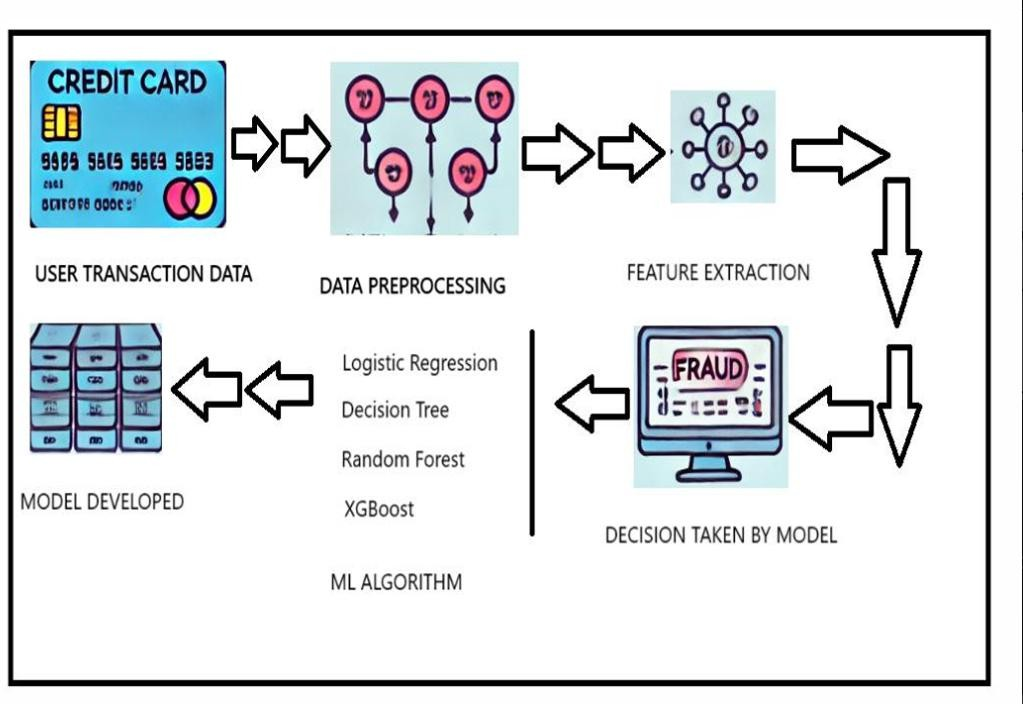 CREDIT CARD
USER TRANSACTION DATA
DATA PREPROCESSING
FEATURE EXTRACTION
Logistic Regression
Decision Tree
Random Forest
XGBoost
ML ALGORITHM
FRAUD
DECISION TAKEN BY MODEL
MODEL DEVELOPED